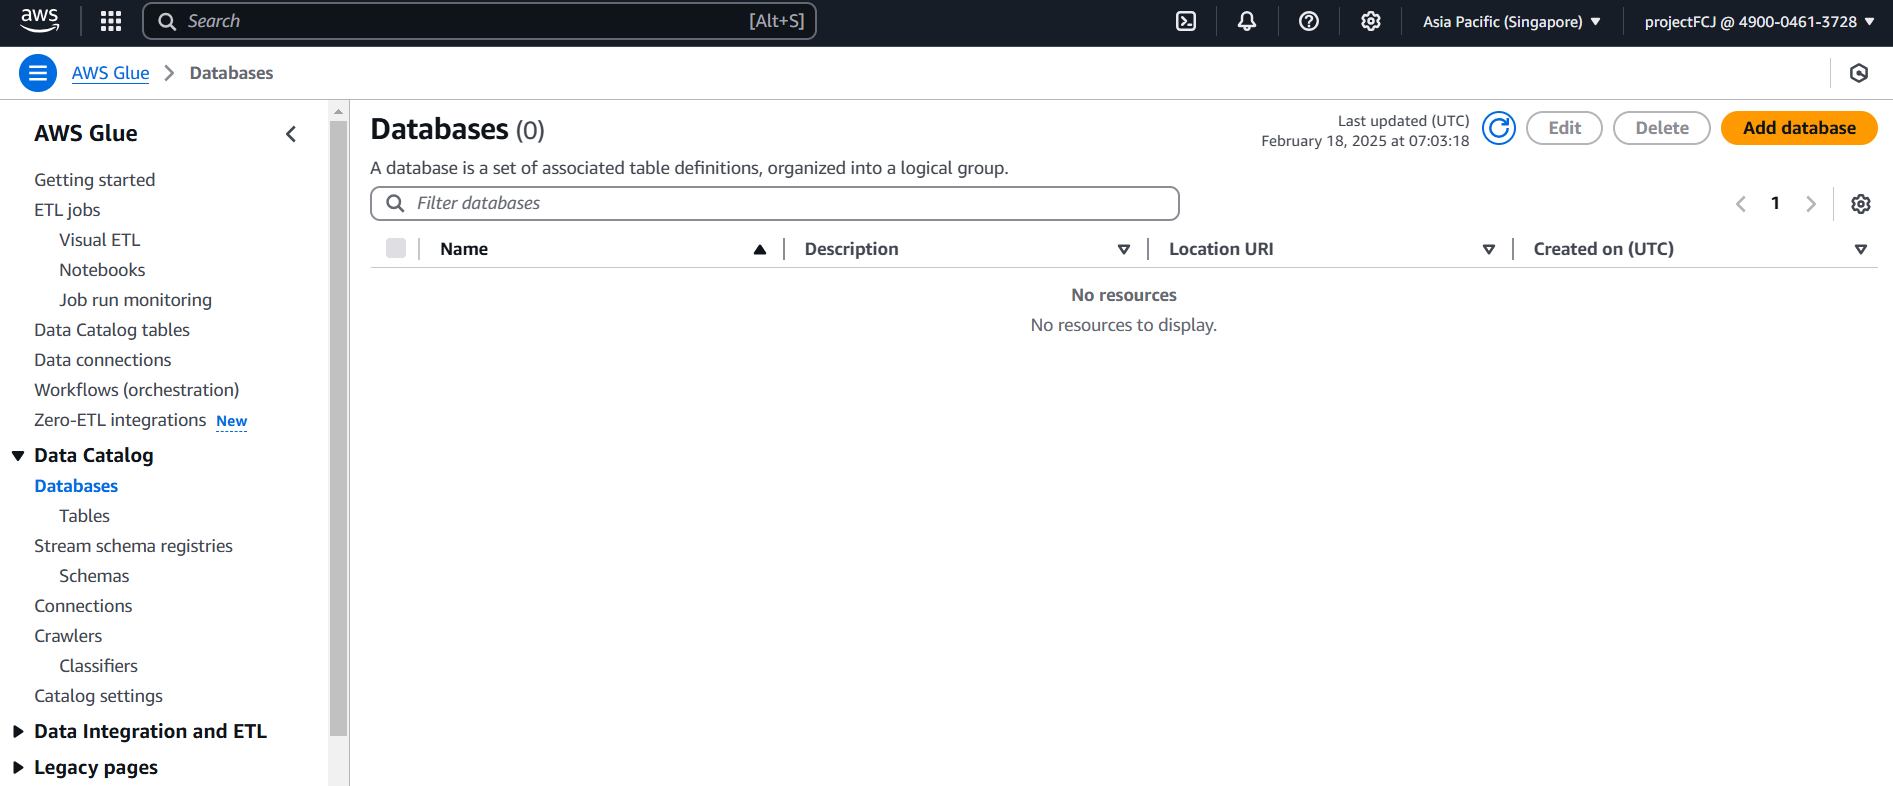 aws
Search [Alt+S]
Asia Pacific (Singapore)
projectFCJ @ 4900-0461-3728
AWS Glue
Databases
AWS Glue
Getting started
ETL jobs
Visual ETL
Notebooks
Job run monitoring
Data Catalog tables
Data connections
Workflows (orchestration)
Zero-ETL integrations New
Data Catalog
Databases
Tables
Stream schema registries
Schemas
Connections
Crawlers
Classifiers
Catalog settings
Data Integration and ETL
Legacy pages
Databases (0)
Last updated (UTC)
February 18, 2025 at 07:03:18
Edit
Delete
Add database
A database is a set of associated table definitions, organized into a logical group.
Filter databases
1
Name Description Location URI Created on (UTC)
No resources
No resources to display.